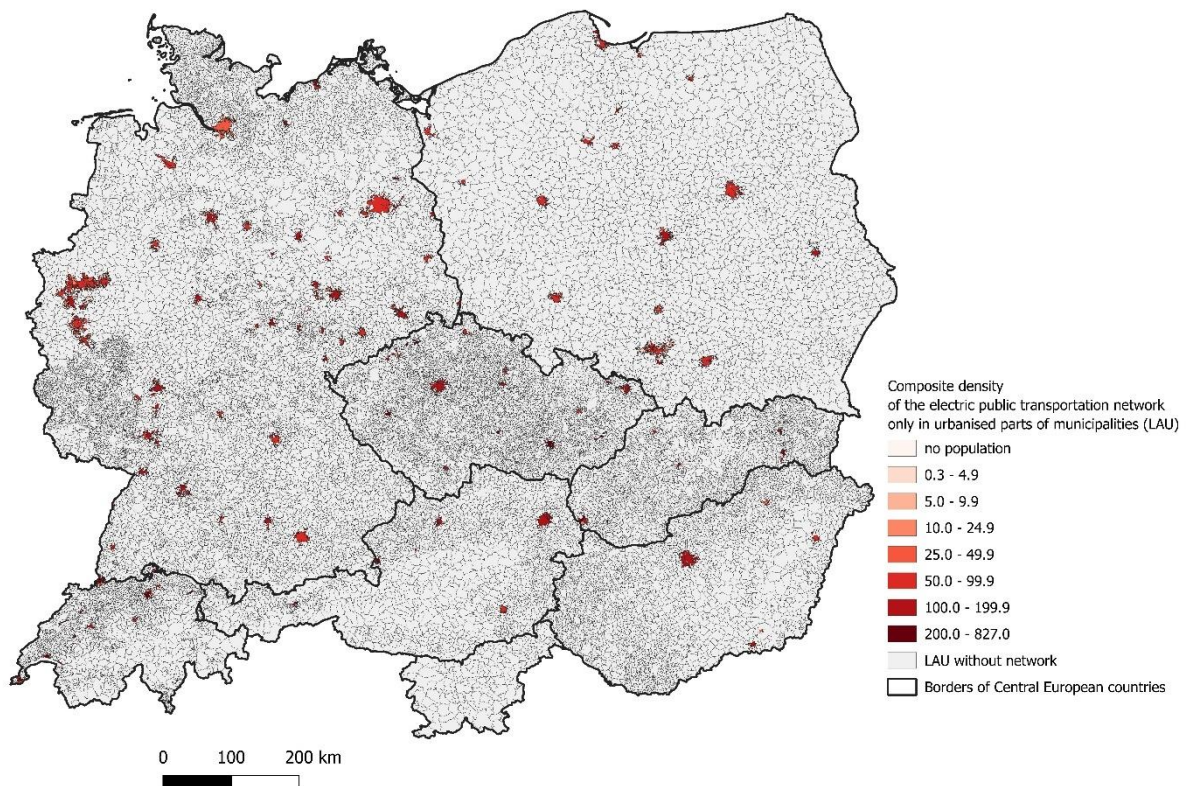 Composite density
of the electric public transportation network
only in urbanised parts of municipalities (LAU)
no population
0.3 - 4.9
5.0 - 9.9
10.0 - 24.9
25.0 - 49.9
50.0 - 99.9
100.0 - 199.9
200.0 - 827.0
LAU without network
Borders of Central European countries
0 100 200 km